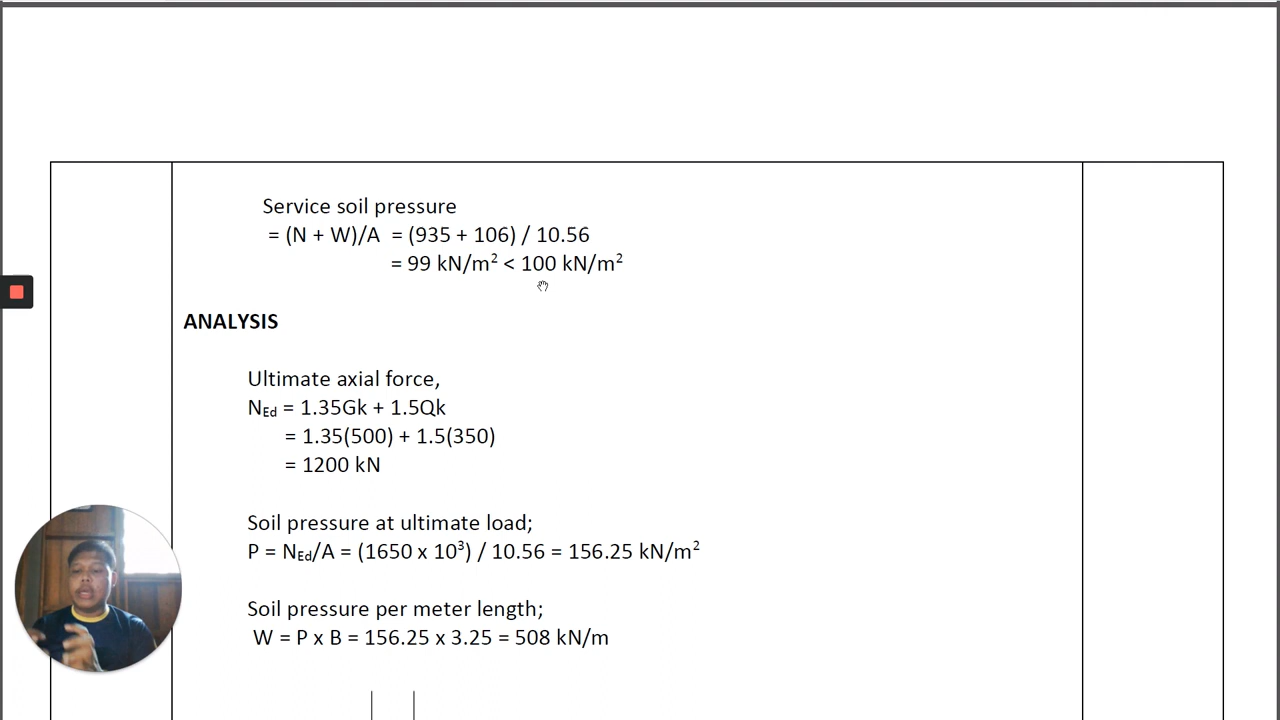 Service soil pressure
= (N + W)/A = (935 + 106) / 10.56
= 99 kN/m² < 100 kN/m²
ANALYSIS
Ultimate axial force,
NEd = 1.35Gk + 1.5Qk
= 1.35(500) + 1.5(350)
= 1200 kN
Soil pressure at ultimate load;
P = NEd/A = (1650 x 10³) / 10.56 = 156.25 kN/m²
Soil pressure per meter length;
W = P x B = 156.25 x 3.25 = 508 kN/m